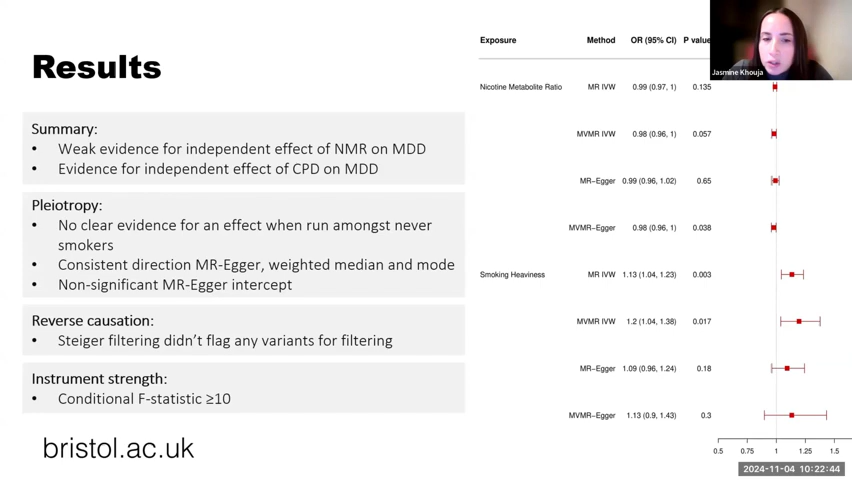 Results
Summary:
• Weak evidence for independent effect of NMR on MDD
• Evidence for independent effect of CPD on MDD
Pleiotropy:
• No clear evidence for an effect when run amongst never
smokers
• Consistent direction MR-Egger, weighted median and mode
• Non-significant MR-Egger intercept
Reverse causation:
• Steiger filtering didn't flag any variants for filtering
Instrument strength:
• Conditional F-statistic ≥10
bristol.ac.uk
Exposure Method OR (95% CI) P value
Nicotine Metabolite Ratio MR IVW 0.99 (0.97, 1) 0.135
MVMR IVW 0.98 (0.96, 1) 0.057
MR−Egger 0.99 (0.96, 1.02) 0.65
MVMR−Egger 0.98 (0.96, 1) 0.038
Smoking Heaviness MR IVW 1.13 (1.04, 1.23) 0.003
MVMR IVW 1.2 (1.04, 1.38) 0.017
MR−Egger 1.09 (0.96, 1.24) 0.18
MVMR−Egger 1.13 (0.9, 1.43) 0.3
0.5 0.75 1 1.25 1.5
Jasmine Khouja
2024-11-04 10:22:44